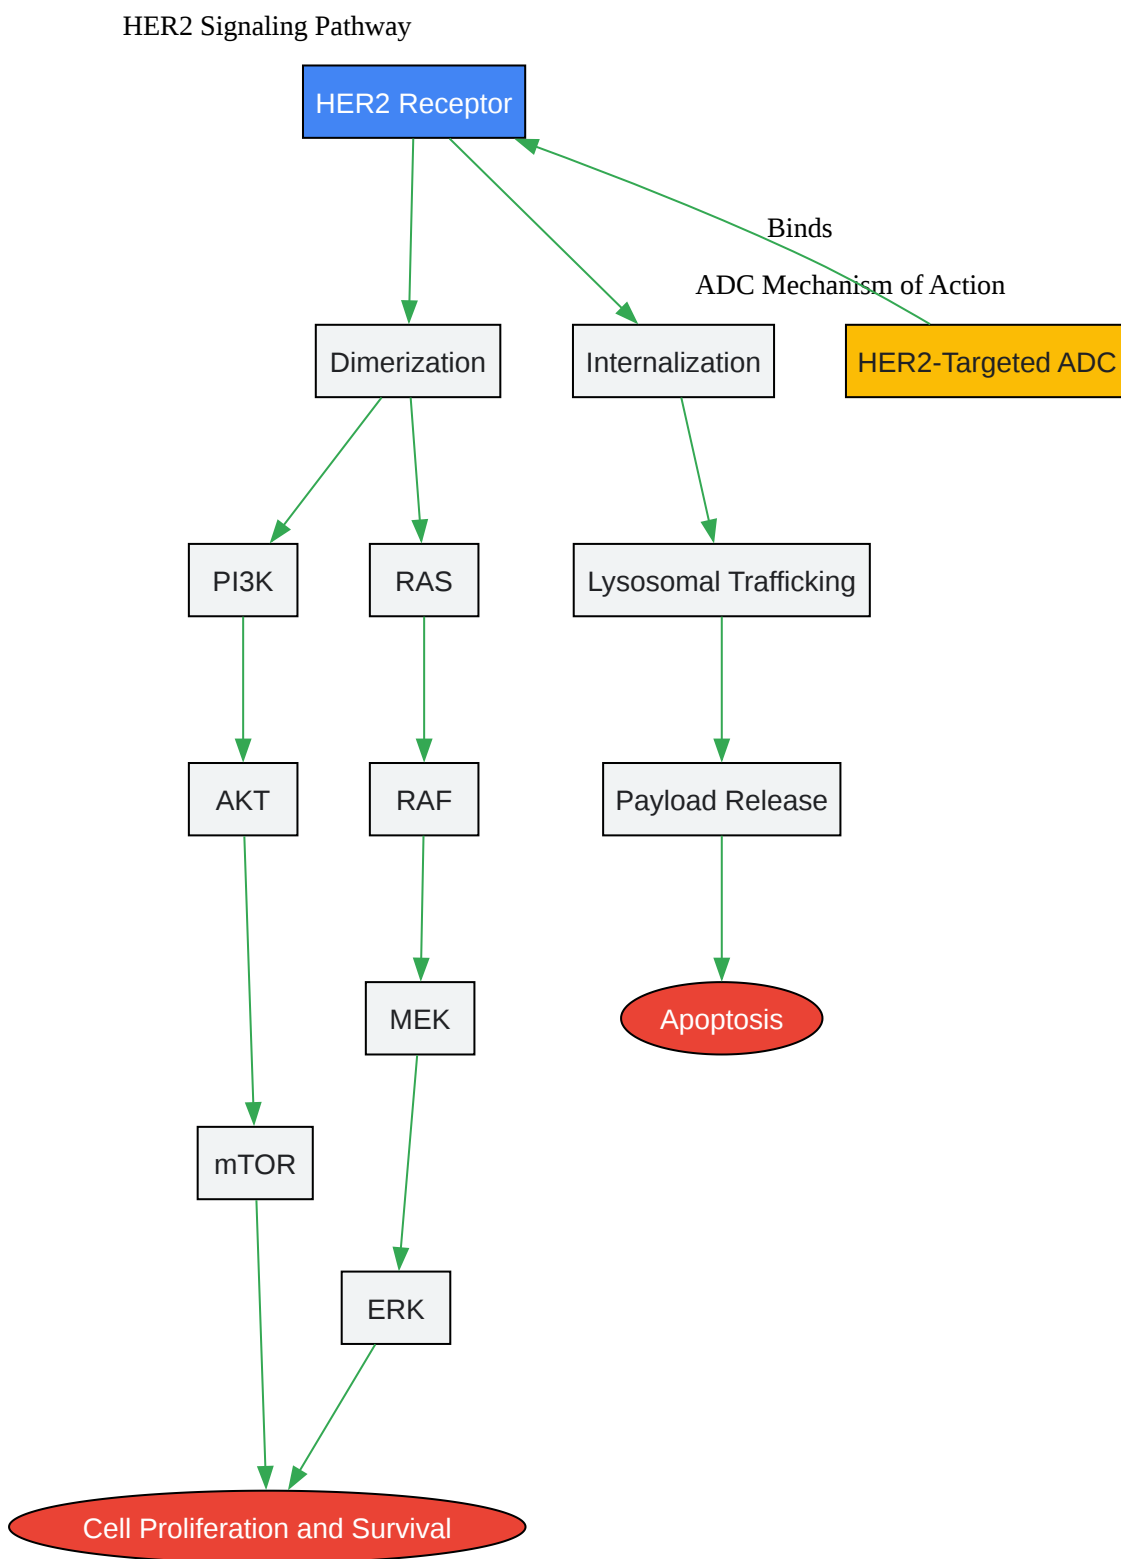 HER2 Signaling Pathway
HER2 Receptor
Binds
ADC Mechanism of Action
Dimerization
Internalization
HER2-Targeted ADC
PI3K
RAS
Lysosomal Trafficking
AKT
RAF
Payload Release
MEK
Apoptosis
mTOR
ERK
Cell Proliferation and Survival